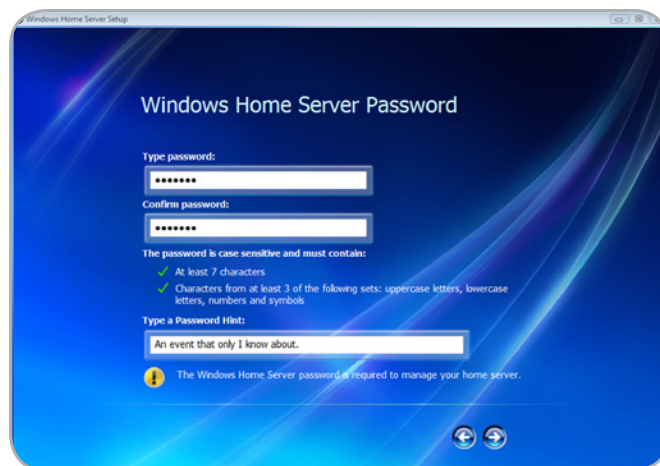 Windows Home Server Setup
Windows Home Server Password
Type password:
•••••••
Confirm password:
•••••••
The password is case sensitive and must contain:
At least 7 characters
Characters from at least 3 of the following sets: uppercase letters, lowercase
letters, numbers and symbols
Type a Password Hint:
An event that only I know about.
The Windows Home Server password is required to manage your home server.